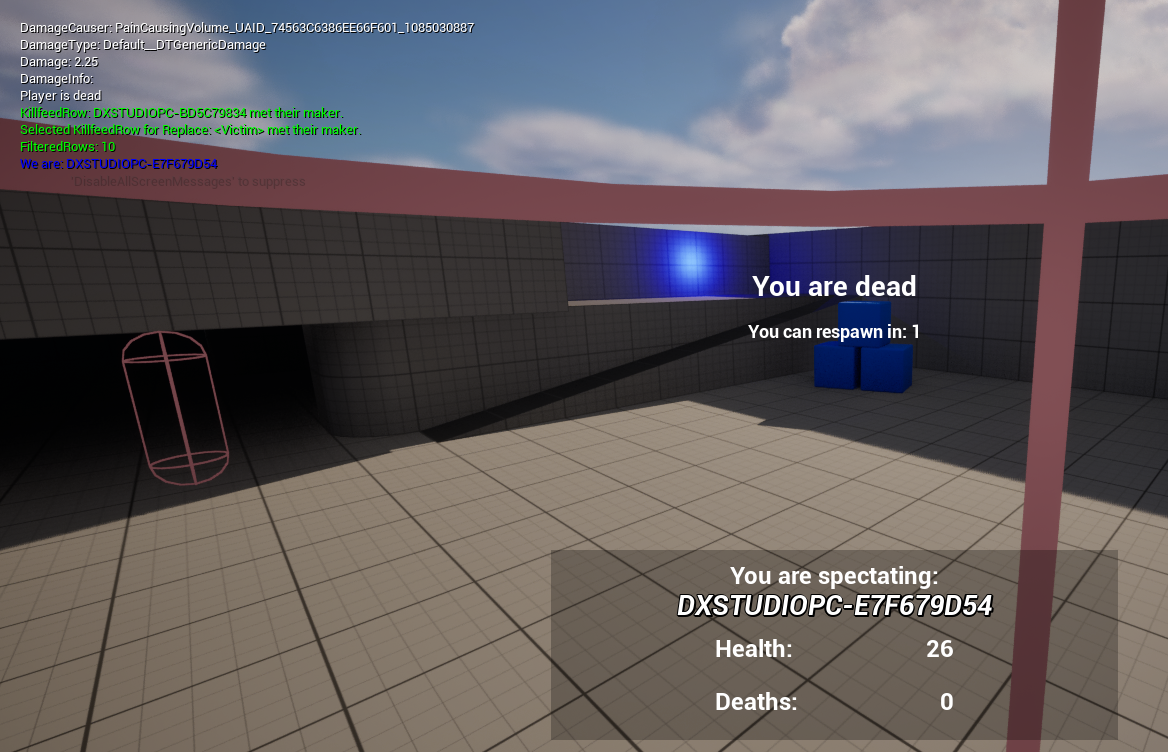 DamageCauser: PainCausingVolume_UAID_74563C6386EE66F601_1085030887
DamageType: Default__DTGenericDamage
Damage: 2.25
DamageInfo:
Player is dead
KillfeedRow: DXSTUDIOPC-BD5C79834 met their maker.
Selected KillfeedRow for Replace: <Victim> met their maker.
FilteredRows: 10
We are: DXSTUDIOPC-E7F679D54
'DisableAllScreenMessages' to suppress
You are dead
You can respawn in: 1
You are spectating:
DXSTUDIOPC-E7F679D54
Health: 26
Deaths: 0